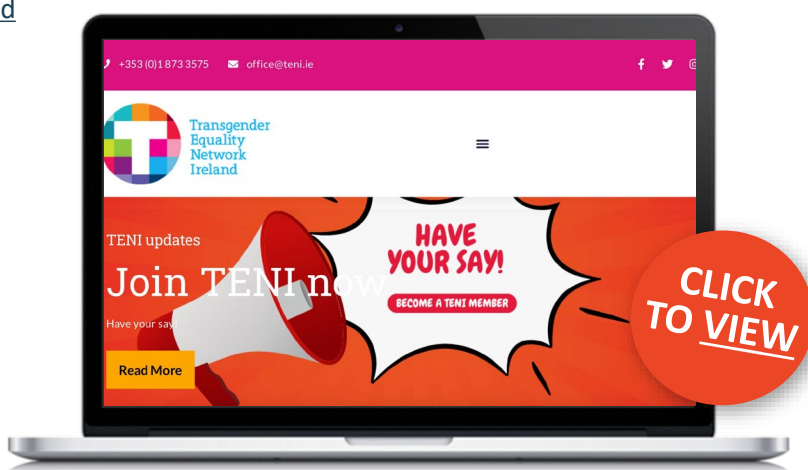 d
+353 (0)1 873 3575 office@teni.ie
T
Transgender
Equality
Network
Ireland
TENI updates
Join TENI now
Have your say!
Read More
HAVE
YOUR SAY!
BECOME A TENI MEMBER
CLICK
TO VIEW